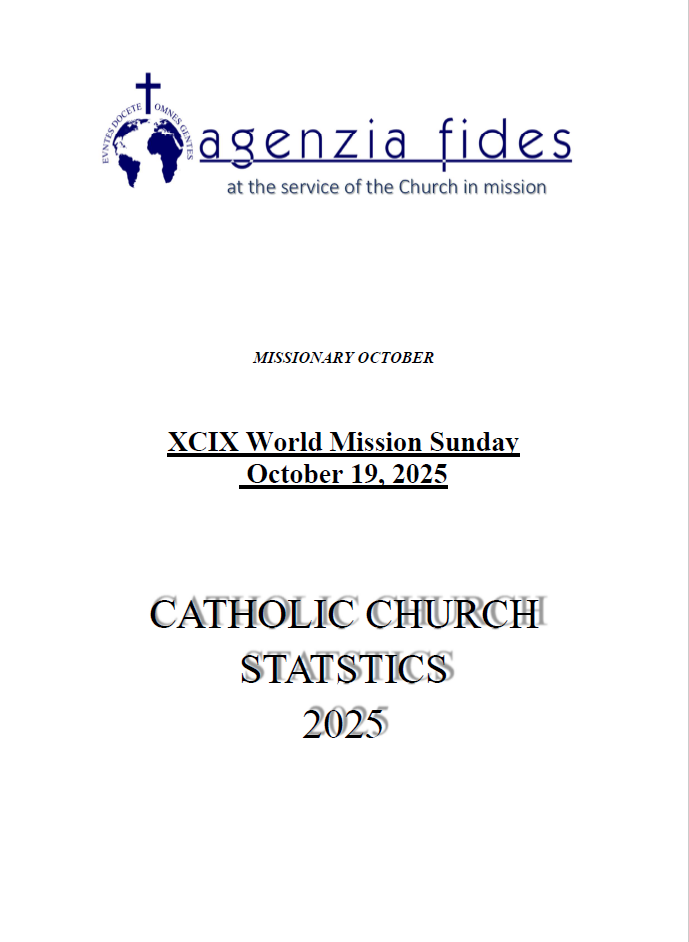 EVNTES DOCETE OMNES GENTES
agenzia fides
at the service of the Church in mission
MISSIONARY OCTOBER
XCIX World Mission Sunday
October 19, 2025
CATHOLIC CHURCH
STATSTICS
2025